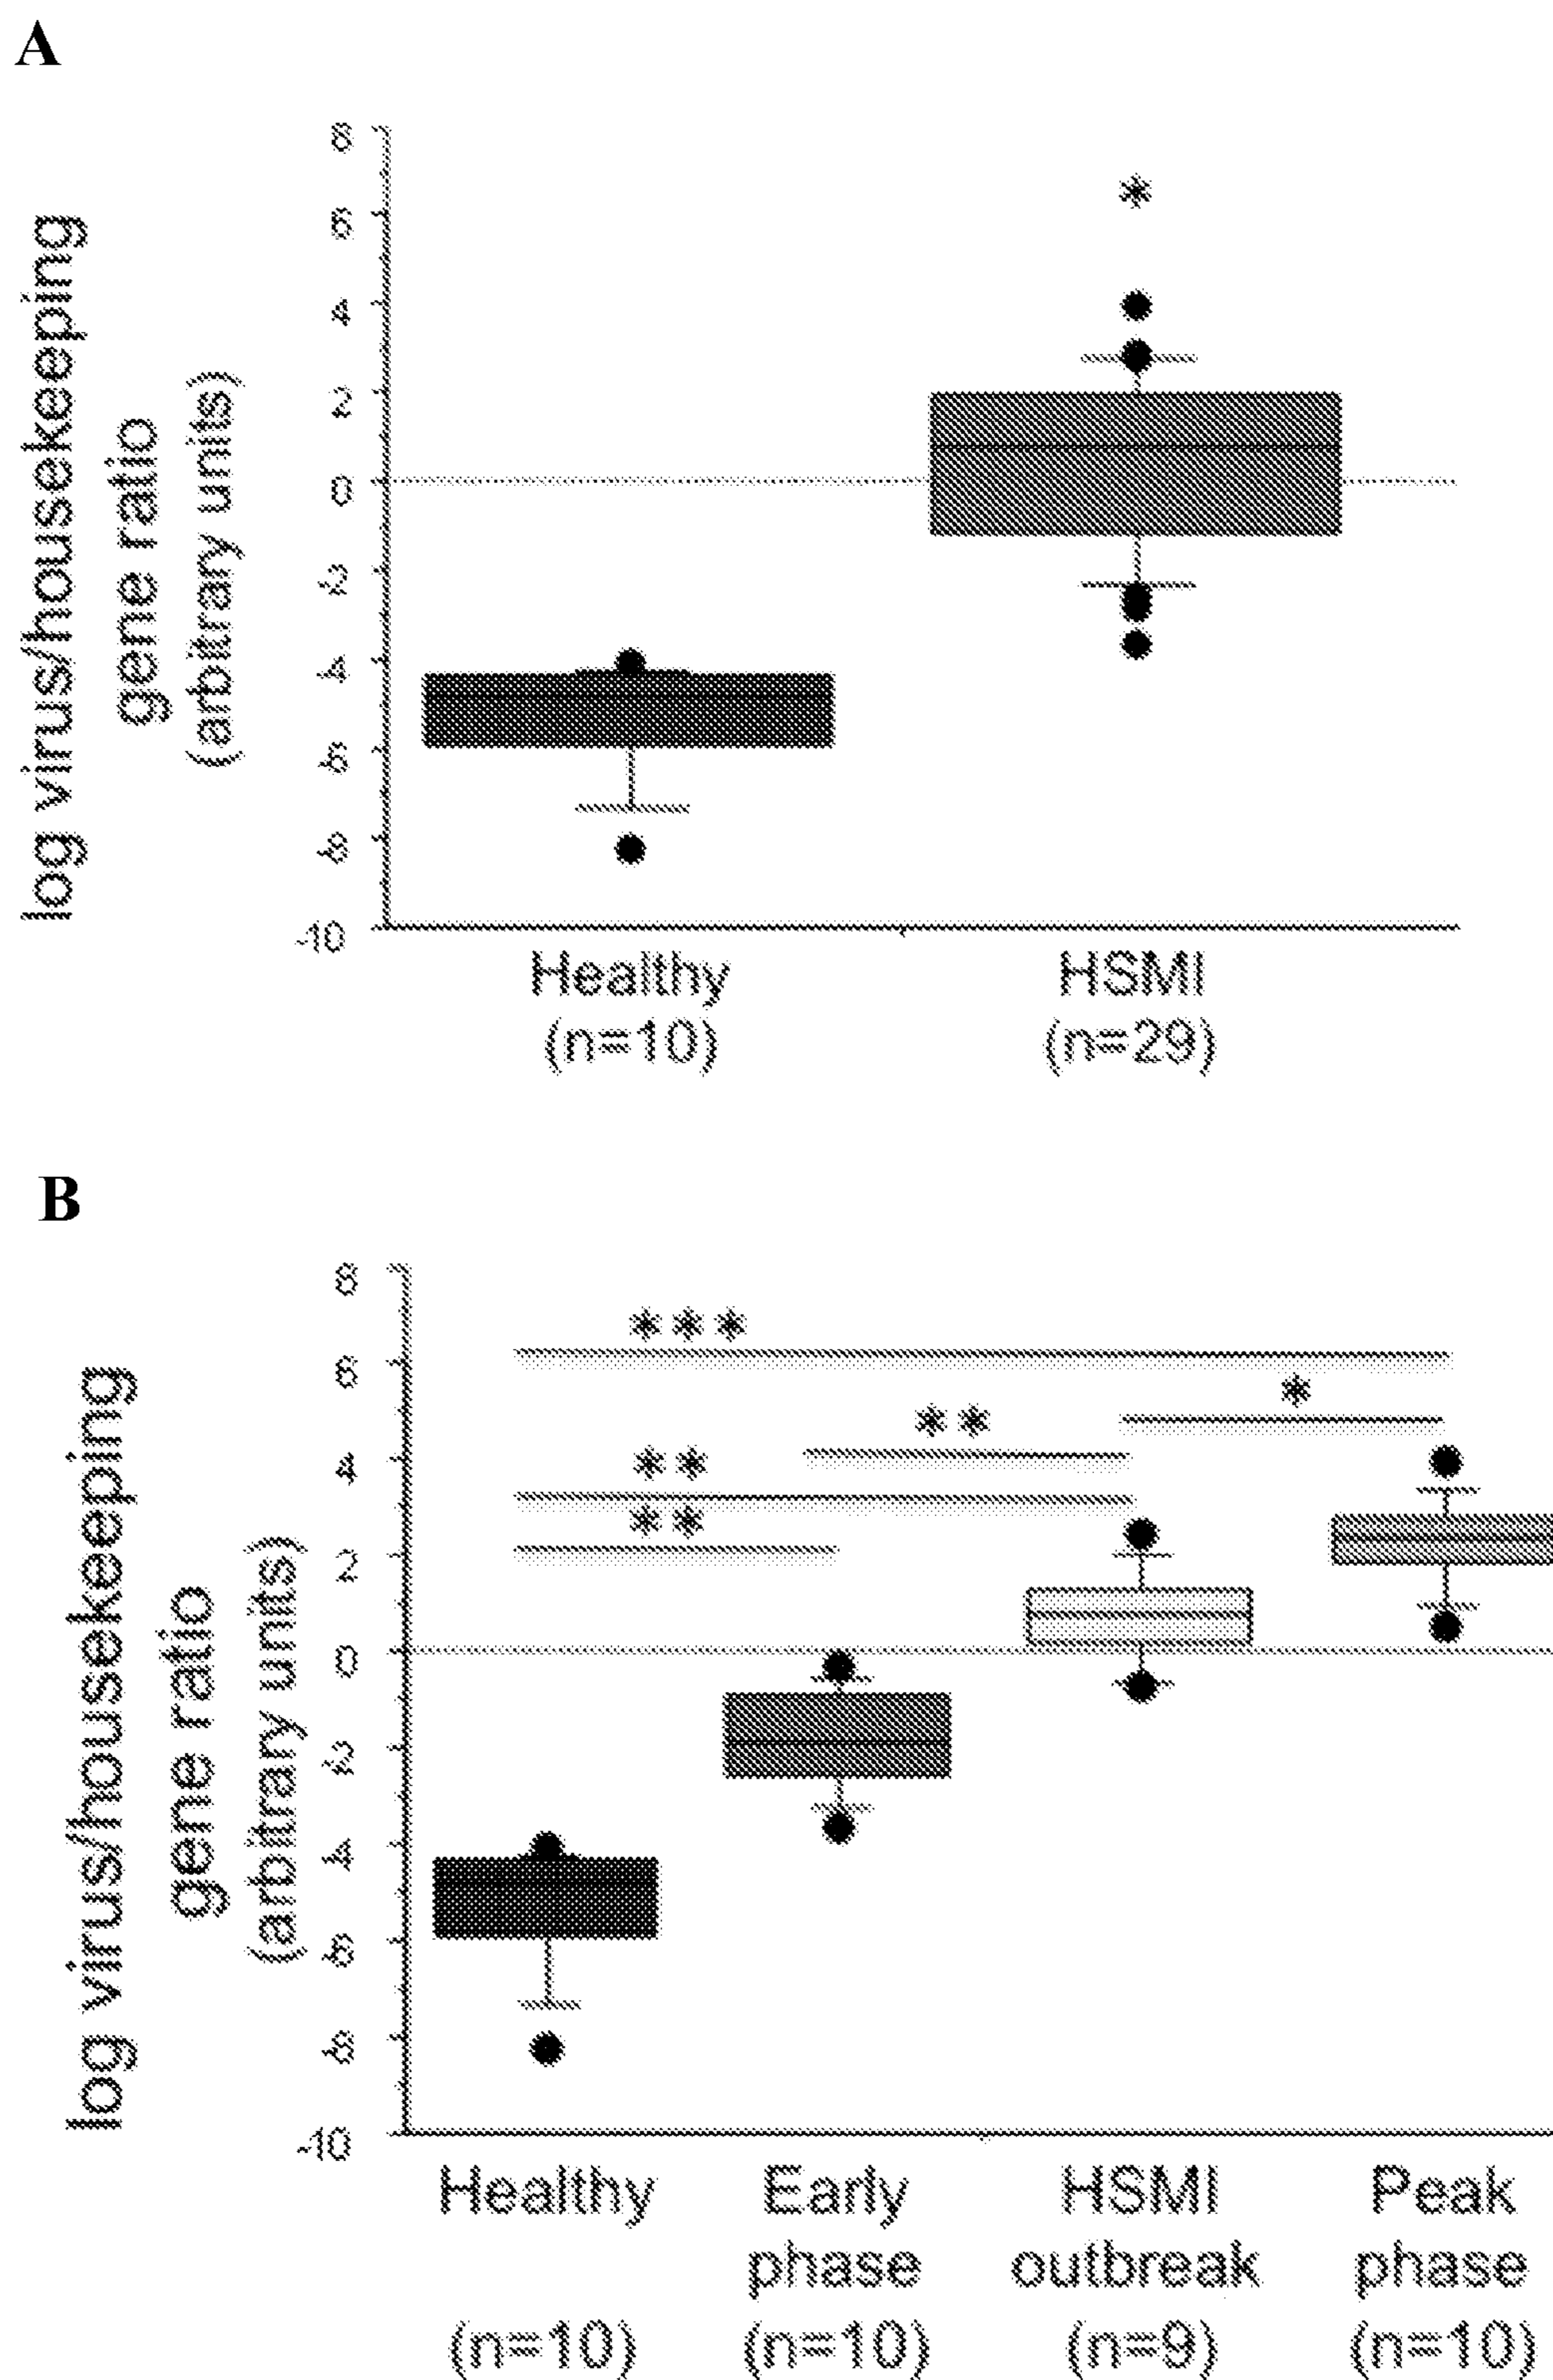 A
log virus/housekeeping
gene ratio
(arbitrary units)
8
6
4
2
0
-2
-4
-6
-8
-10
*
Healthy
(n=10)
HSMI
(n=29)
B
log virus/housekeeping
gene ratio
(arbitrary units)
8
6
4
2
0
-2
-4
-6
-8
-10
***
*
**
**
**
Healthy
(n=10)
Early
phase
(n=10)
HSMI
outbreak
(n=9)
Peak
phase
(n=10)